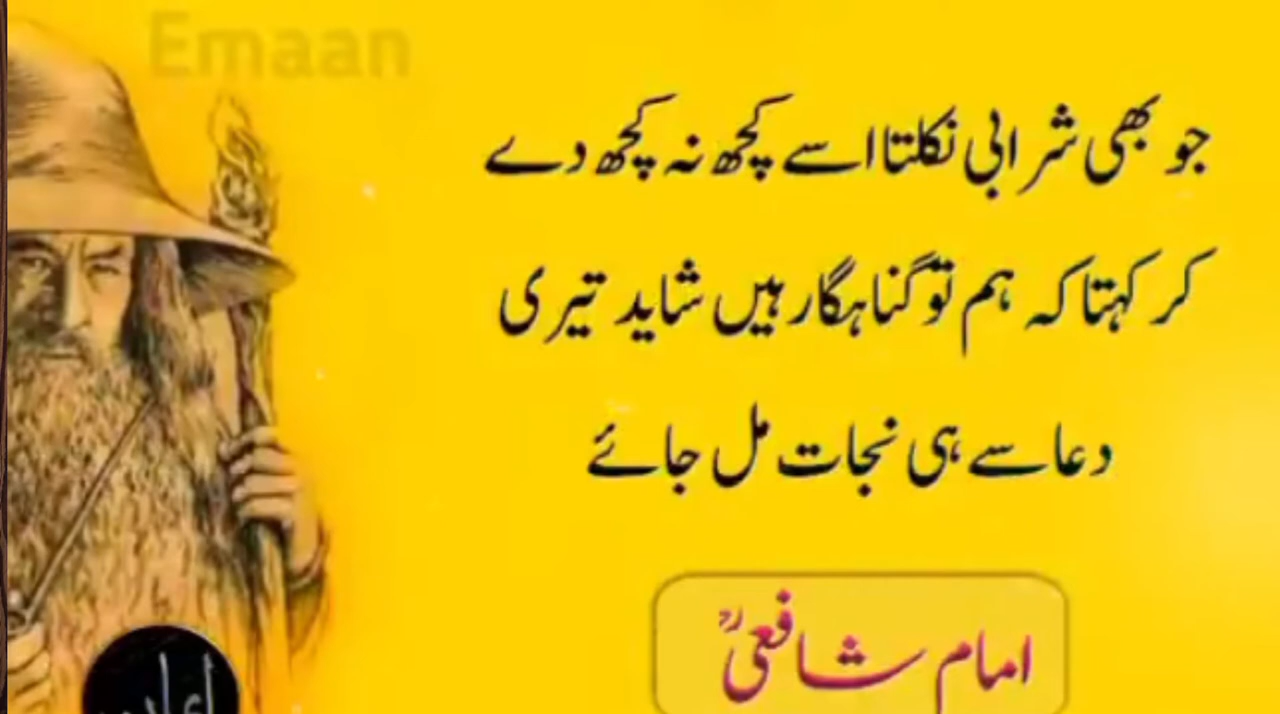 Emaan
جو بھی شرابی نکلتا اسے کچھ نہ کچھ دے
کر کہتا کہ ہم تو گناہگار ہیں شاید تیری
دعا سے ہی نجات مل جائے
امام شافعیؒ